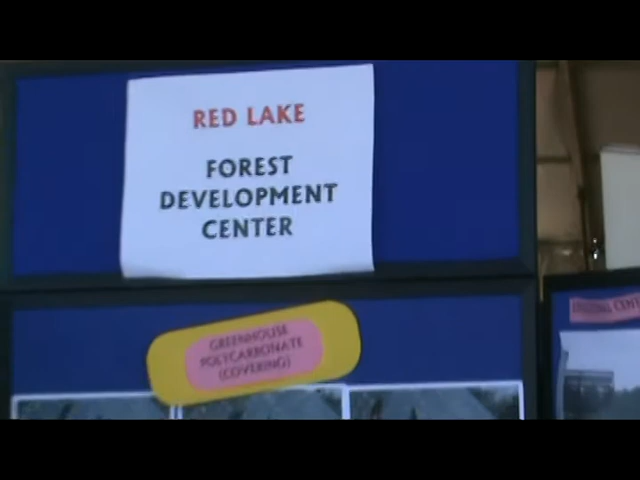 RED LAKE
FOREST
DEVELOPMENT
CENTER
GREENHOUSE
POLYCARBONATE
(COVERING)